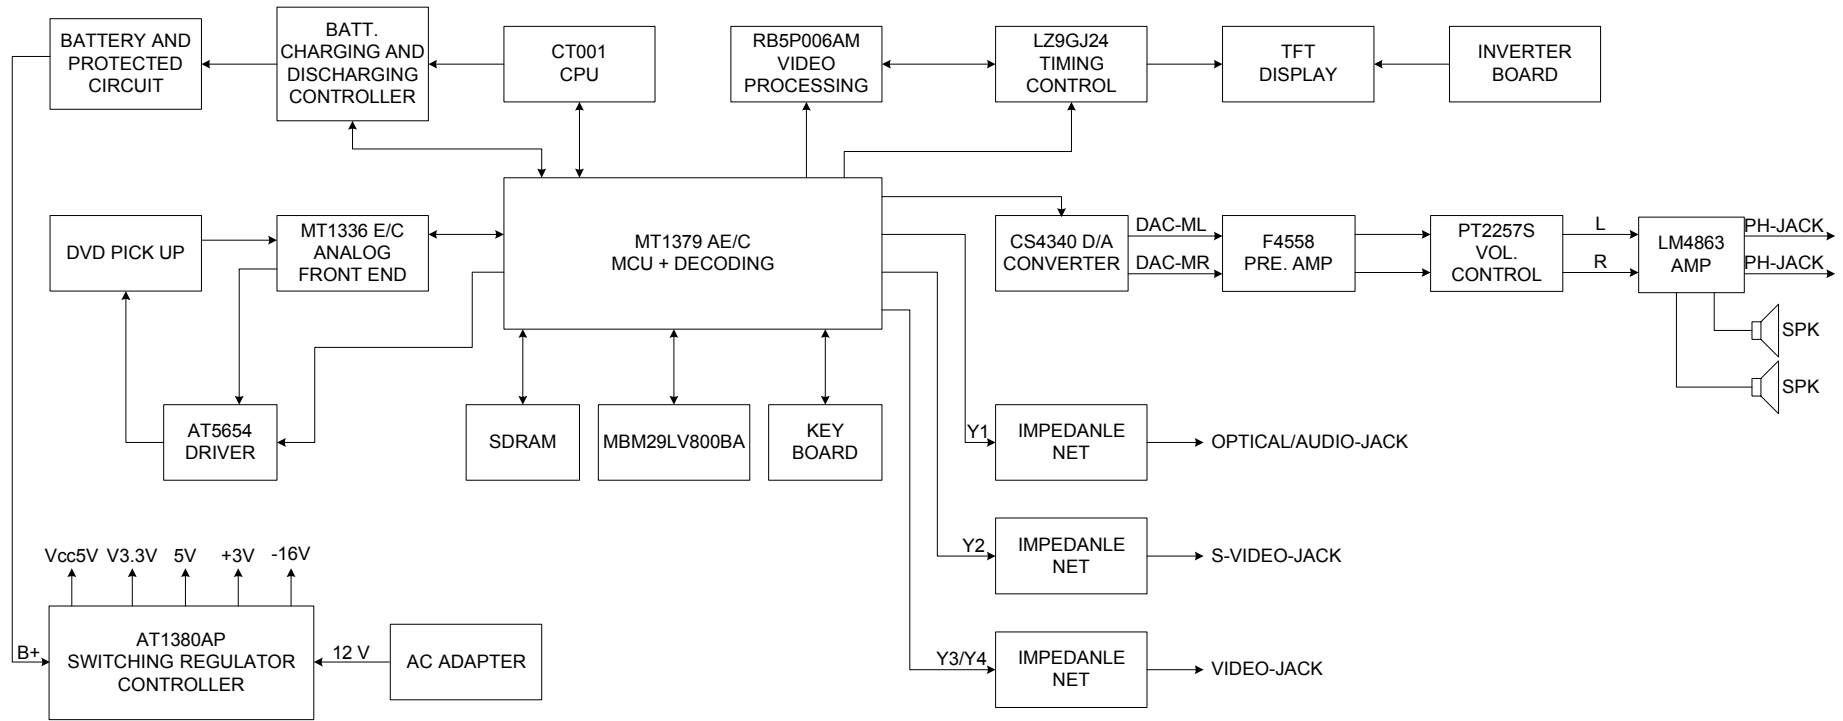 BATTERY AND
PROTECTED
CIRCUIT
BATT.
CHARGING AND
DISCHARGING
CONTROLLER
CT001
CPU
RB5P006AM
VIDEO
PROCESSING
LZ9GJ24
TIMING
CONTROL
TFT
DISPLAY
INVERTER
BOARD
DVD PICK UP
MT1336 E/C
ANALOG
FRONT END
MT1379 AE/C
MCU + DECODING
CS4340 D/A
CONVERTER
DAC-ML
DAC-MR
F4558
PRE. AMP
PT2257S
VOL.
CONTROL
L
R
LM4863
AMP
PH-JACK
PH-JACK
SPK
SPK
AT5654
DRIVER
SDRAM
MBM29LV800BA
KEY
BOARD
Y1
IMPEDANLE
NET
OPTICAL/AUDIO-JACK
Y2
IMPEDANLE
NET
S-VIDEO-JACK
Y3/Y4
IMPEDANLE
NET
VIDEO-JACK
Vcc5V
V3.3V
5V
+3V
-16V
B+
AT1380AP
SWITCHING REGULATOR
CONTROLLER
12 V
AC ADAPTER